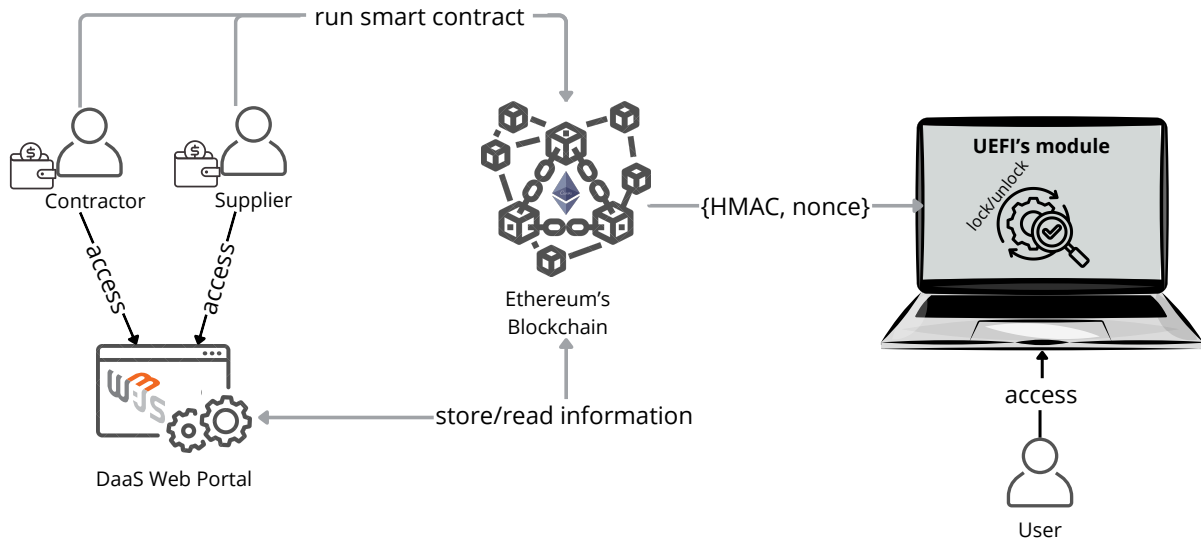 run smart contract
UEFI's module
lock/unlock
Contractor
Supplier
{HMAC, nonce}
access
access
Ethereum's
Blockchain
W3JS
access
store/read information
DaaS Web Portal
User